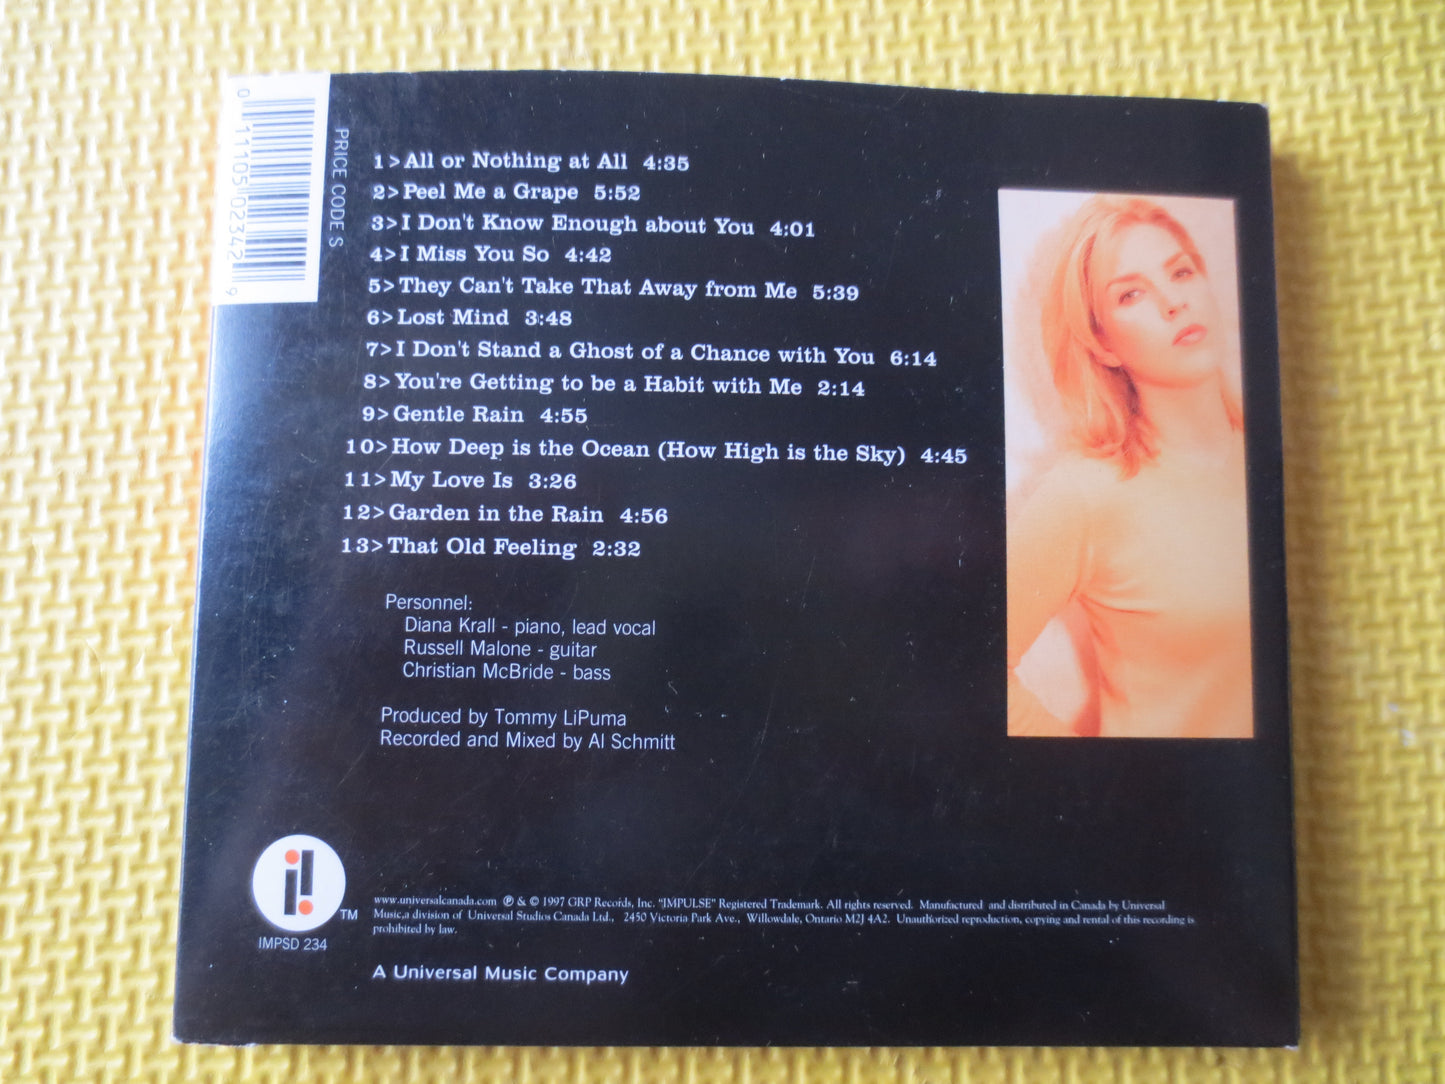 0 11105 02342 9
PRICE CODE S
1>All or Nothing at All 4:35
2>Peel Me a Grape 5:52
3>I Don't Know Enough about You 4:01
4>I Miss You So 4:42
5>They Can't Take That Away from Me 5:39
6>Lost Mind 3:48
7>I Don't Stand a Ghost of a Chance with You 6:14
8>You're Getting to be a Habit with Me 2:14
9>Gentle Rain 4:55
10>How Deep is the Ocean (How High is the Sky) 4:45
11>My Love Is 3:26
12>Garden in the Rain 4:56
13>That Old Feeling 2:32
Personnel:
Diana Krall - piano, lead vocal
Russell Malone - guitar
Christian McBride - bass
Produced by Tommy LiPuma
Recorded and Mixed by Al Schmitt
i!
TM
IMPSD 234
www.universalcanada.com ℗ & © 1997 GRP Records, Inc. "IMPULSE" Registered Trademark. All rights reserved. Manufactured and distributed in Canada by Universal
Music,a division of Universal Studios Canada Ltd., 2450 Victoria Park Ave., Willowdale, Ontario M2J 4A2. Unauthorized reproduction, copying and rental of this recording is
prohibited by law.
A Universal Music Company